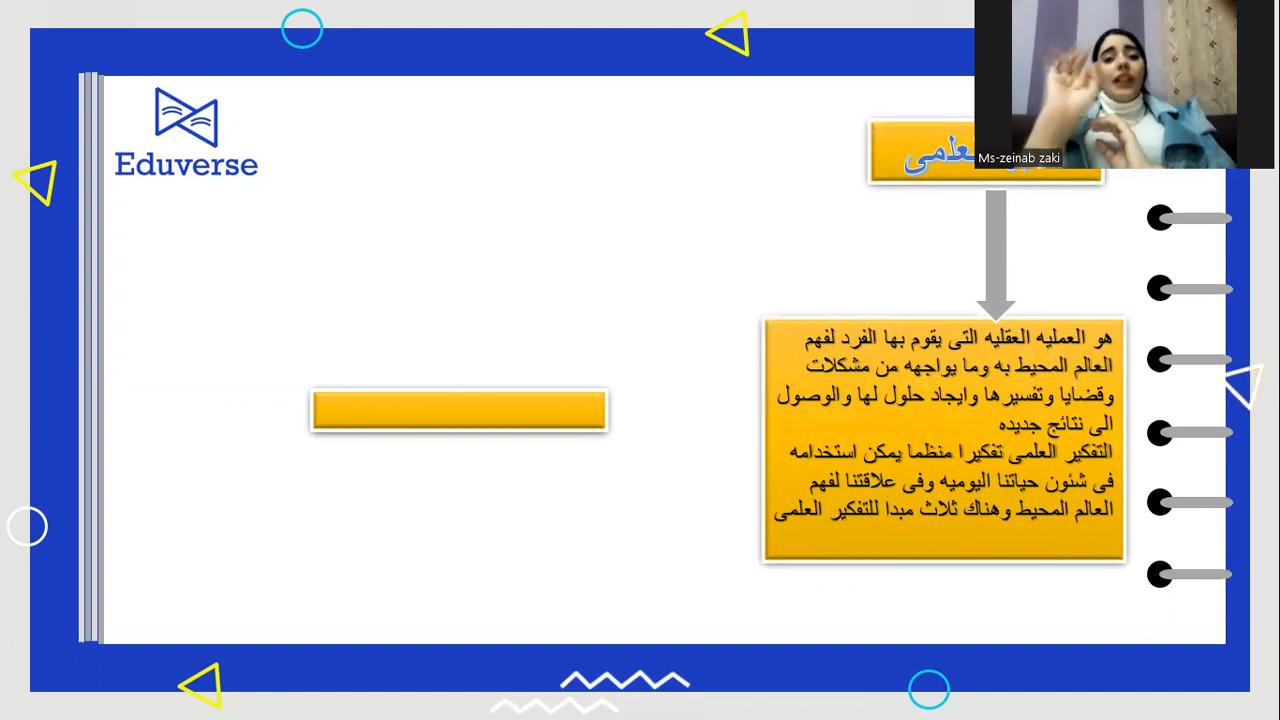 Eduverse
العلمى
Ms-zeinab zaki
هو العمليه العقليه التى يقوم بها الفرد لفهم
العالم المحيط به وما يواجهه من مشكلات
وقضايا وتفسيرها وايجاد حلول لها والوصول
الى نتائج جديده
التفكير العلمى تفكيرا منظما يمكن استخدامه
فى شئون حياتنا اليوميه وفى علاقتنا لفهم
العالم المحيط وهناك ثلاث مبدا للتفكير العلمى